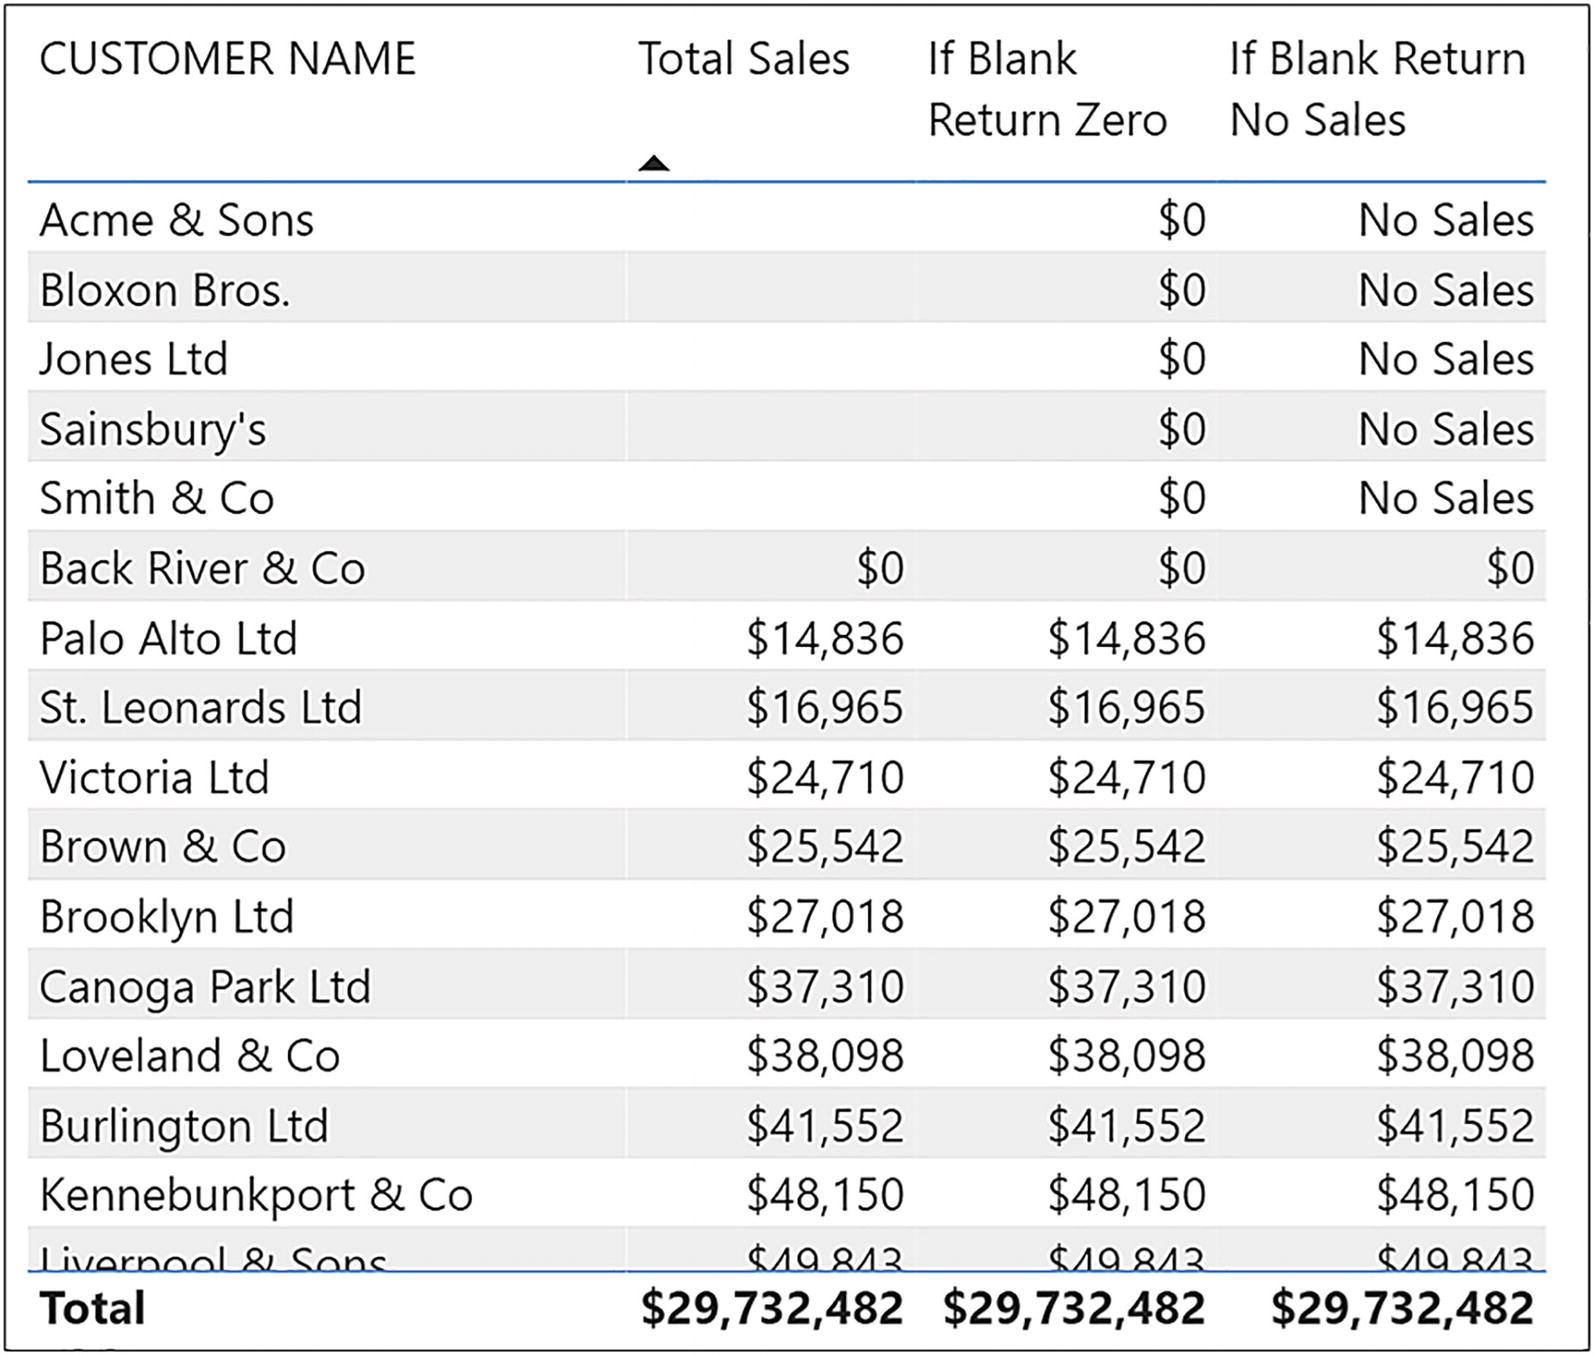 CUSTOMER NAME Total Sales If Blank If Blank Return
Return Zero No Sales
Acme & Sons $0 No Sales
Bloxon Bros. $0 No Sales
Jones Ltd $0 No Sales
Sainsbury's $0 No Sales
Smith & Co $0 No Sales
Back River & Co $0 $0 $0
Palo Alto Ltd $14,836 $14,836 $14,836
St. Leonards Ltd $16,965 $16,965 $16,965
Victoria Ltd $24,710 $24,710 $24,710
Brown & Co $25,542 $25,542 $25,542
Brooklyn Ltd $27,018 $27,018 $27,018
Canoga Park Ltd $37,310 $37,310 $37,310
Loveland & Co $38,098 $38,098 $38,098
Burlington Ltd $41,552 $41,552 $41,552
Kennebunkport & Co $48,150 $48,150 $48,150
Liverpool & Sons $49,843 $49,843 $49,843
Total $29,732,482 $29,732,482 $29,732,482